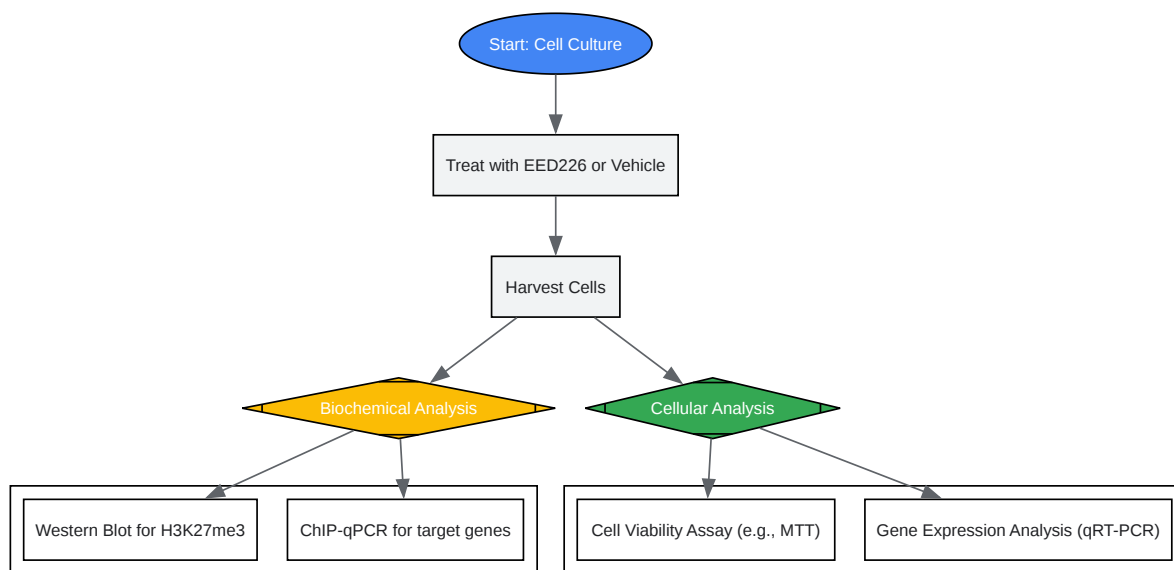 Start: Cell Culture
Treat with EED226 or Vehicle
Harvest Cells
Biochemical Analysis
Cellular Analysis
Western Blot for H3K27me3
ChIP-qPCR for target genes
Cell Viability Assay (e.g., MTT)
Gene Expression Analysis (qRT-PCR)